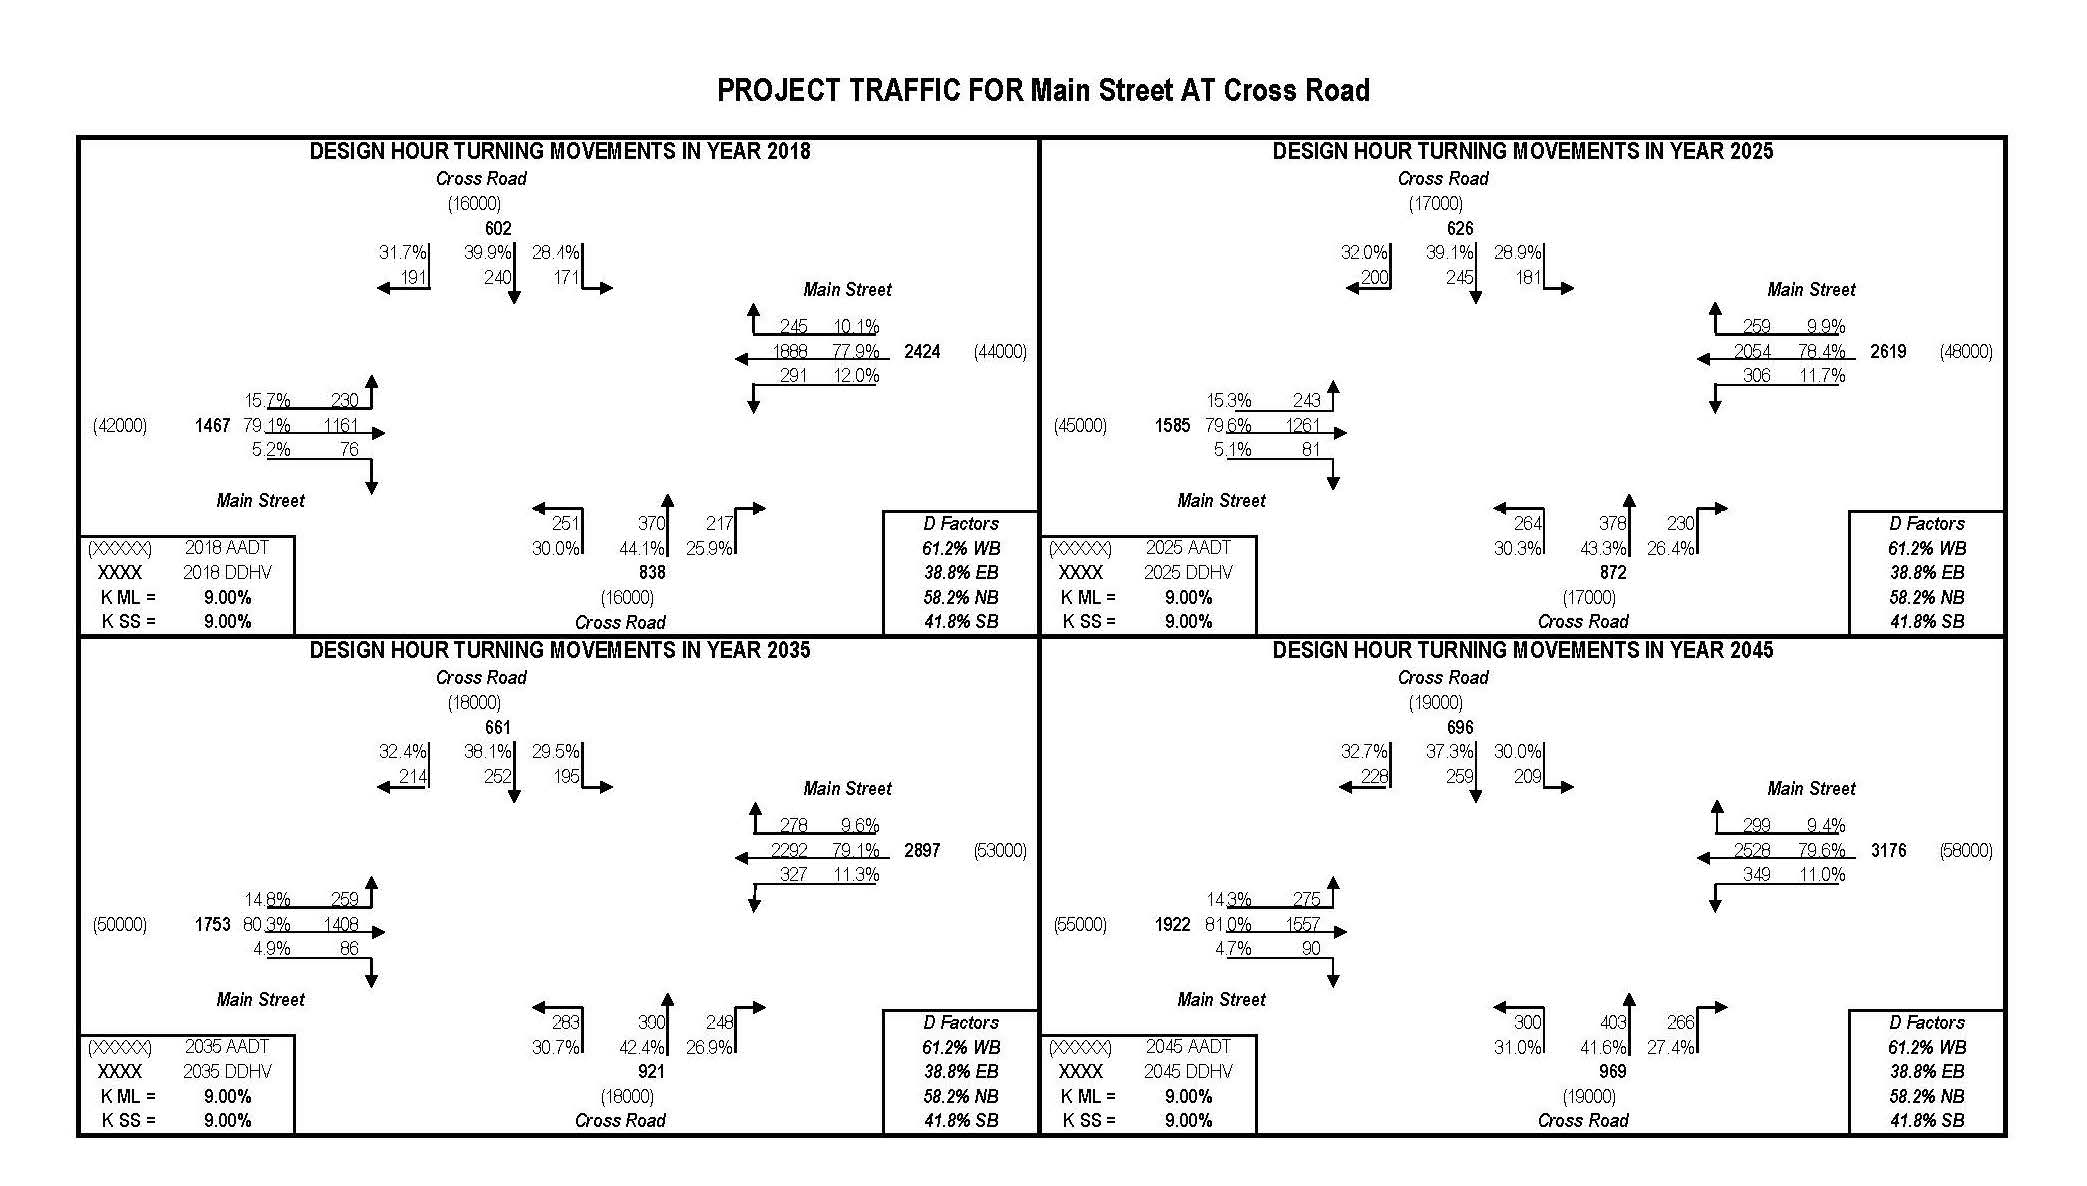 PROJECT TRAFFIC FOR Main Street AT Cross Road
DESIGN HOUR TURNING MOVEMENTS IN YEAR 2018
Cross Road
(16000)
602
31.7% 39.9% 28.4%
191 240 171
Main Street
245 10.1%
1888 77.9% 2424 (44000)
291 12.0%
15.7% 230
(42000) 1467 79.1% 1161
5.2% 76
Main Street
251 370 217
30.0% 44.1% 25.9%
838
(16000)
Cross Road
(XXXXX) 2018 AADT
XXXX 2018 DDHV
K ML = 9.00%
K SS = 9.00%
D Factors
61.2% WB
38.8% EB
58.2% NB
41.8% SB
DESIGN HOUR TURNING MOVEMENTS IN YEAR 2025
Cross Road
(17000)
626
32.0% 39.1% 28.9%
200 245 181
Main Street
259 9.9%
2054 78.4% 2619 (48000)
306 11.7%
15.3% 243
(45000) 1585 79.6% 1261
5.1% 81
Main Street
264 378 230
30.3% 43.3% 26.4%
872
(17000)
Cross Road
(XXXXX) 2025 AADT
XXXX 2025 DDHV
K ML = 9.00%
K SS = 9.00%
D Factors
61.2% WB
38.8% EB
58.2% NB
41.8% SB
DESIGN HOUR TURNING MOVEMENTS IN YEAR 2035
Cross Road
(18000)
661
32.4% 38.1% 29.5%
214 252 195
Main Street
278 9.6%
2292 79.1% 2897 (53000)
327 11.3%
14.8% 259
(50000) 1753 80.3% 1408
4.9% 86
Main Street
283 390 248
30.7% 42.4% 26.9%
921
(18000)
Cross Road
(XXXXX) 2035 AADT
XXXX 2035 DDHV
K ML = 9.00%
K SS = 9.00%
D Factors
61.2% WB
38.8% EB
58.2% NB
41.8% SB
DESIGN HOUR TURNING MOVEMENTS IN YEAR 2045
Cross Road
(19000)
696
32.7% 37.3% 30.0%
228 259 209
Main Street
299 9.4%
2528 79.6% 3176 (58000)
349 11.0%
14.3% 275
(55000) 1922 81.0% 1557
4.7% 90
Main Street
300 403 266
31.0% 41.6% 27.4%
969
(19000)
Cross Road
(XXXXX) 2045 AADT
XXXX 2045 DDHV
K ML = 9.00%
K SS = 9.00%
D Factors
61.2% WB
38.8% EB
58.2% NB
41.8% SB